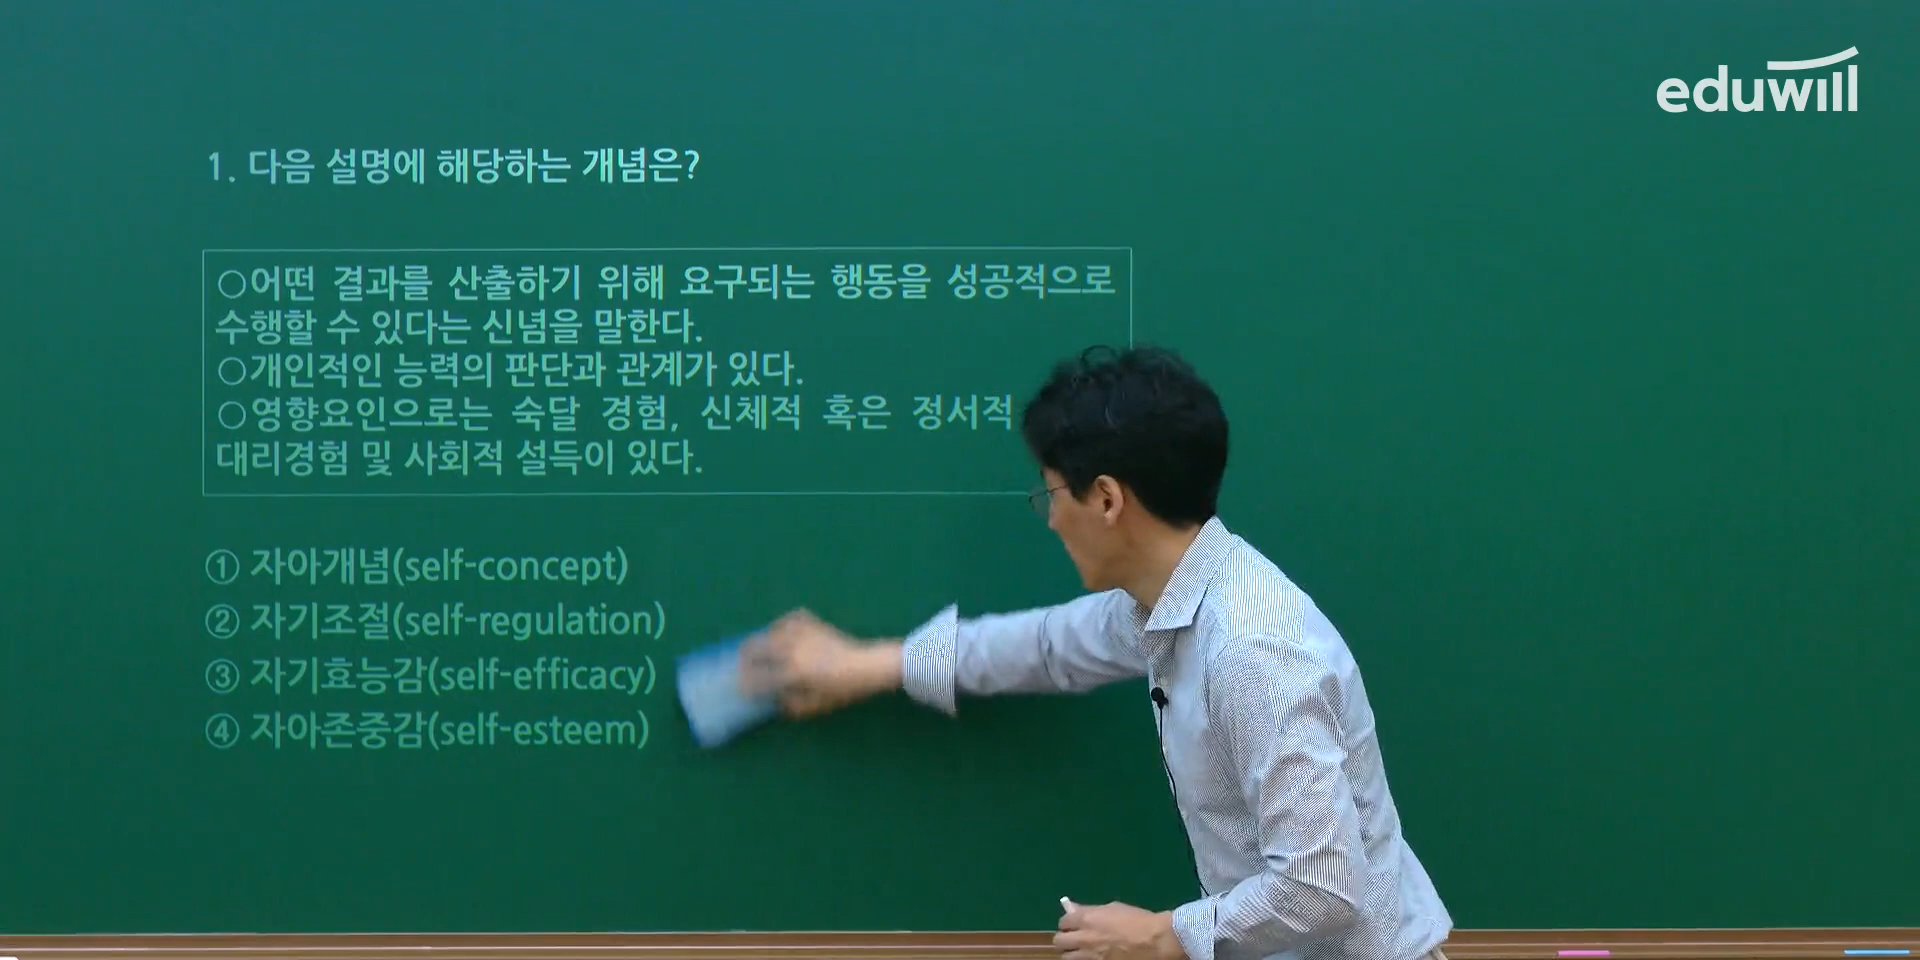 eduwill
1. 다음 설명에 해당하는 개념은?
○어떤 결과를 산출하기 위해 요구되는 행동을 성공적으로
수행할 수 있다는 신념을 말한다.
○개인적인 능력의 판단과 관계가 있다.
○영향요인으로는 숙달 경험, 신체적 혹은 정서적
대리경험 및 사회적 설득이 있다.
① 자아개념(self-concept)
② 자기조절(self-regulation)
③ 자기효능감(self-efficacy)
④ 자아존중감(self-esteem)